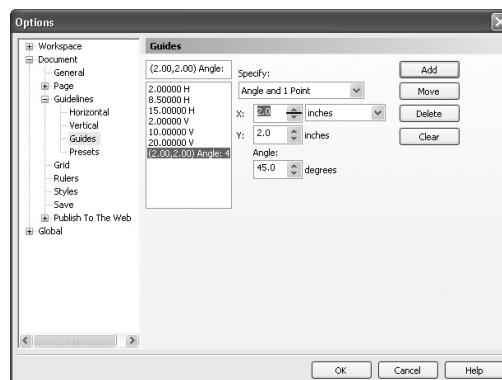 Options
Workspace
Document
General
Page
Guidelines
Horizontal
Vertical
Guides
Presets
Grid
Rulers
Styles
Save
Publish To The Web
Global
Guides
(2.00,2.00) Angle:
2.00000 H
8.50000 H
15.00000 H
2.00000 V
10.00000 V
20.00000 V
(2.00,2.00) Angle: 4
Specify:
Angle and 1 Point
X: 2.0 inches
Y: 2.0 inches
Angle:
45.0 degrees
Add
Move
Delete
Clear
OK Cancel Help